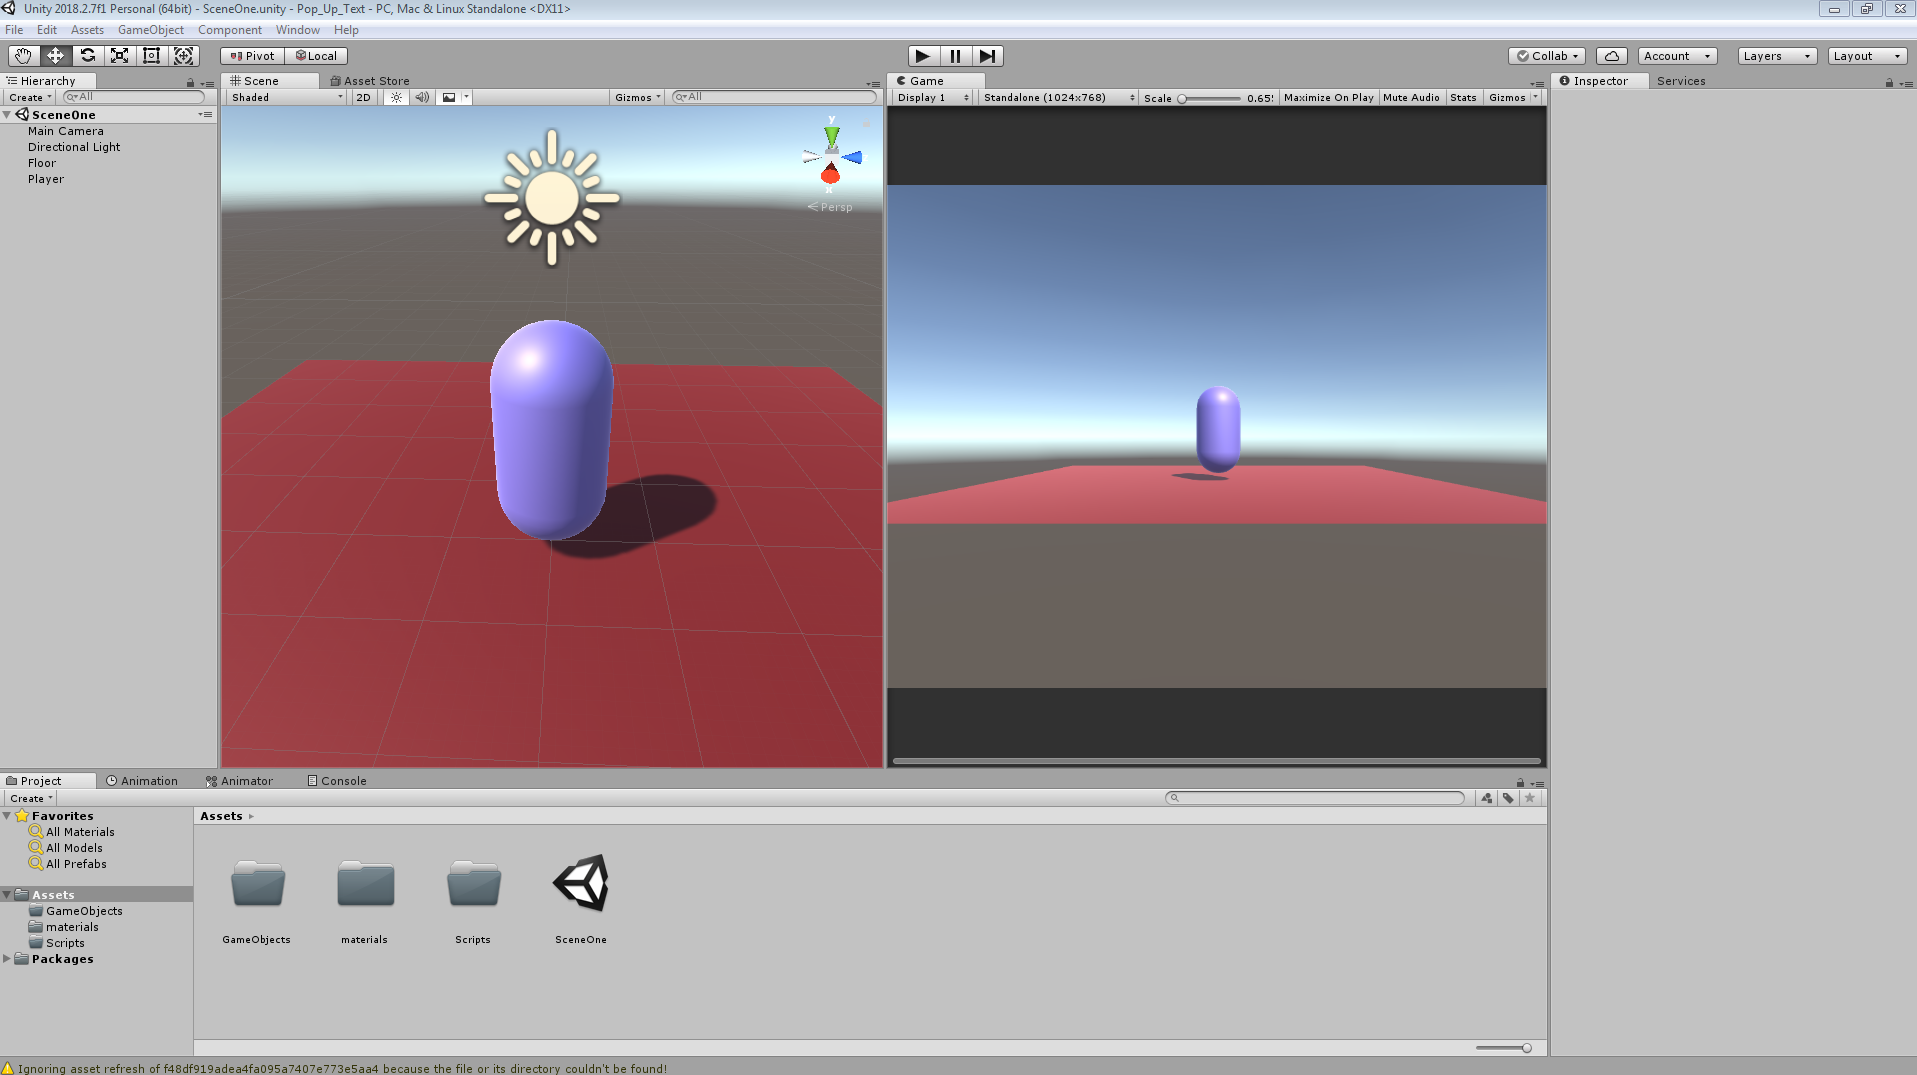 Unity 2018.2.7f1 Personal (64bit) - SceneOne.unity - Pop_Up_Text - PC, Mac & Linux Standalone <DX11>
File Edit Assets GameObject Component Window Help
Pivot Local Collab Account Layers Layout
Hierarchy
Create All
SceneOne
Main Camera
Directional Light
Floor
Player
Scene Asset Store
Shaded 2D Gizmos All
y
x
Persp
Game
Display 1 Standalone (1024x768) Scale 0.65 Maximize On Play Mute Audio Stats Gizmos
Inspector Services
Project Animation Animator Console
Create
Favorites
All Materials
All Models
All Prefabs
Assets
GameObjects
materials
Scripts
Packages
Assets
GameObjects materials Scripts SceneOne
Ignoring asset refresh of f48df919adea4fa095a7407e773e5aa4 because the file or its directory couldn't be found!